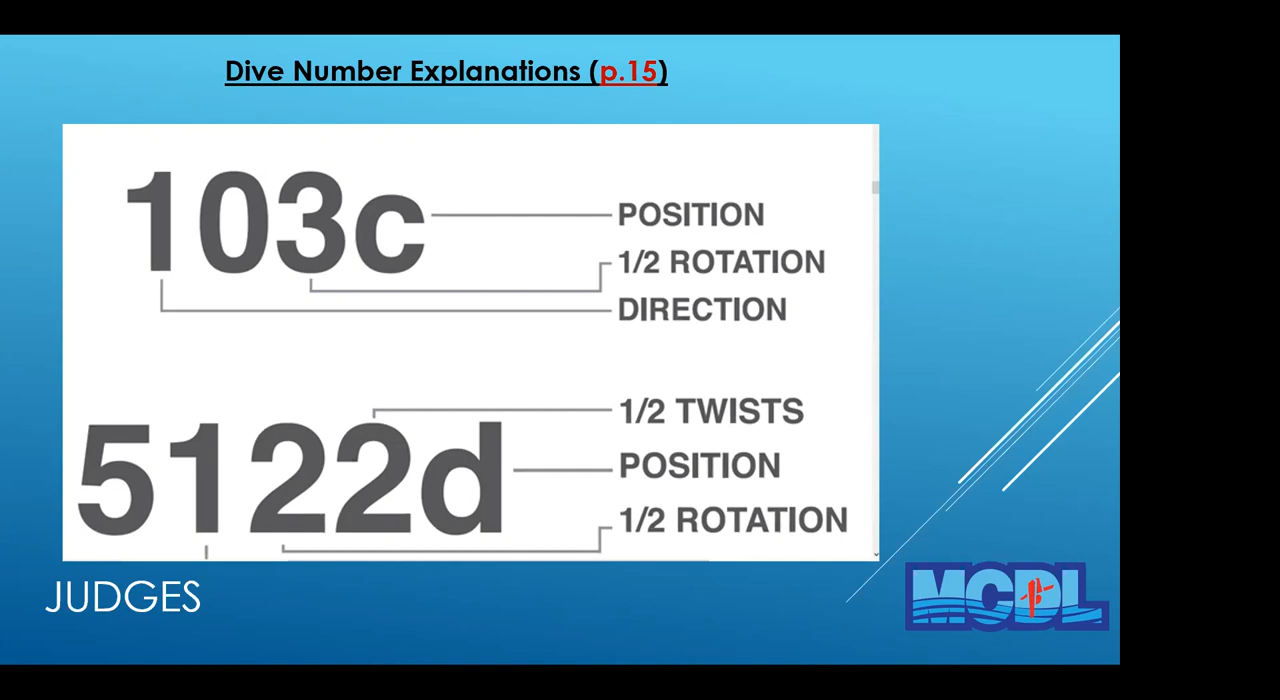 Dive Number Explanations (p.15)
103c
POSITION
1/2 ROTATION
DIRECTION
5122d
1/2 TWISTS
POSITION
1/2 ROTATION
JUDGES
MCDL